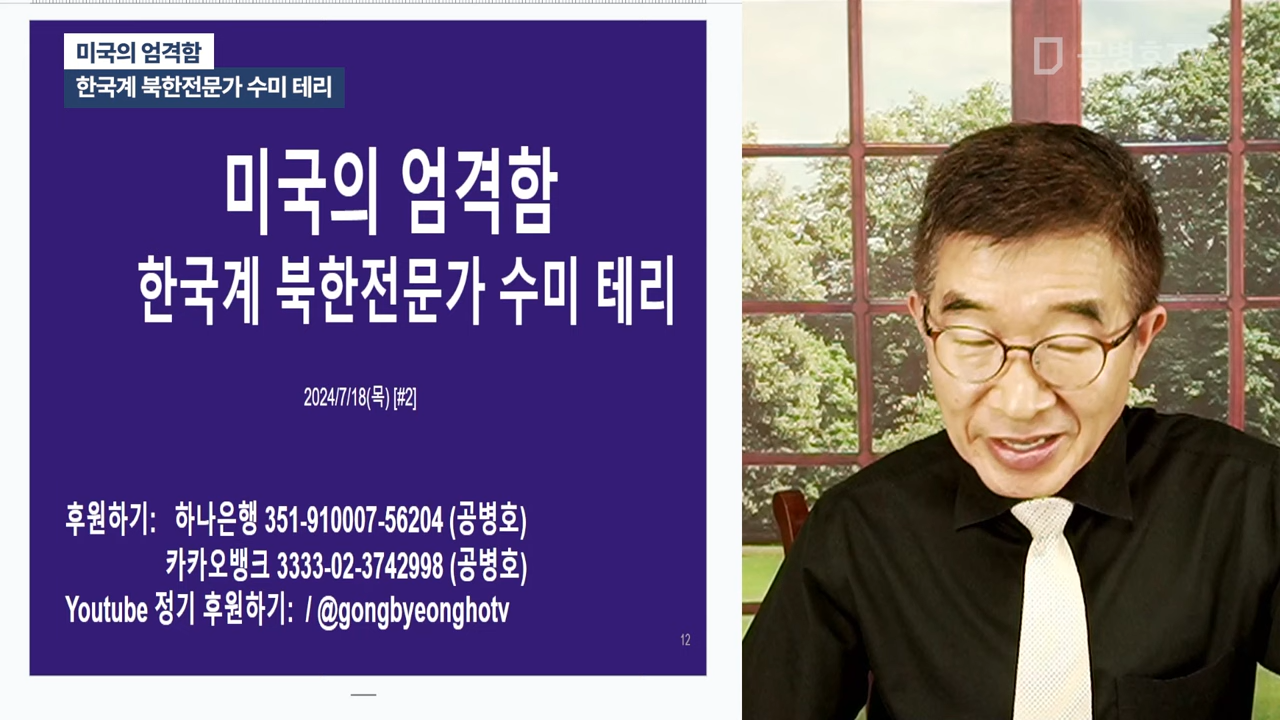 미국의 엄격함
한국계 북한전문가 수미 테리
미국의 엄격함
한국계 북한전문가 수미 테리
2024/7/18(목) [#2]
후원하기: 하나은행 351-910007-56204 (공병호)
카카오뱅크 3333-02-3742998 (공병호)
Youtube 정기 후원하기: / @gongbyeonghotv
12
공병호